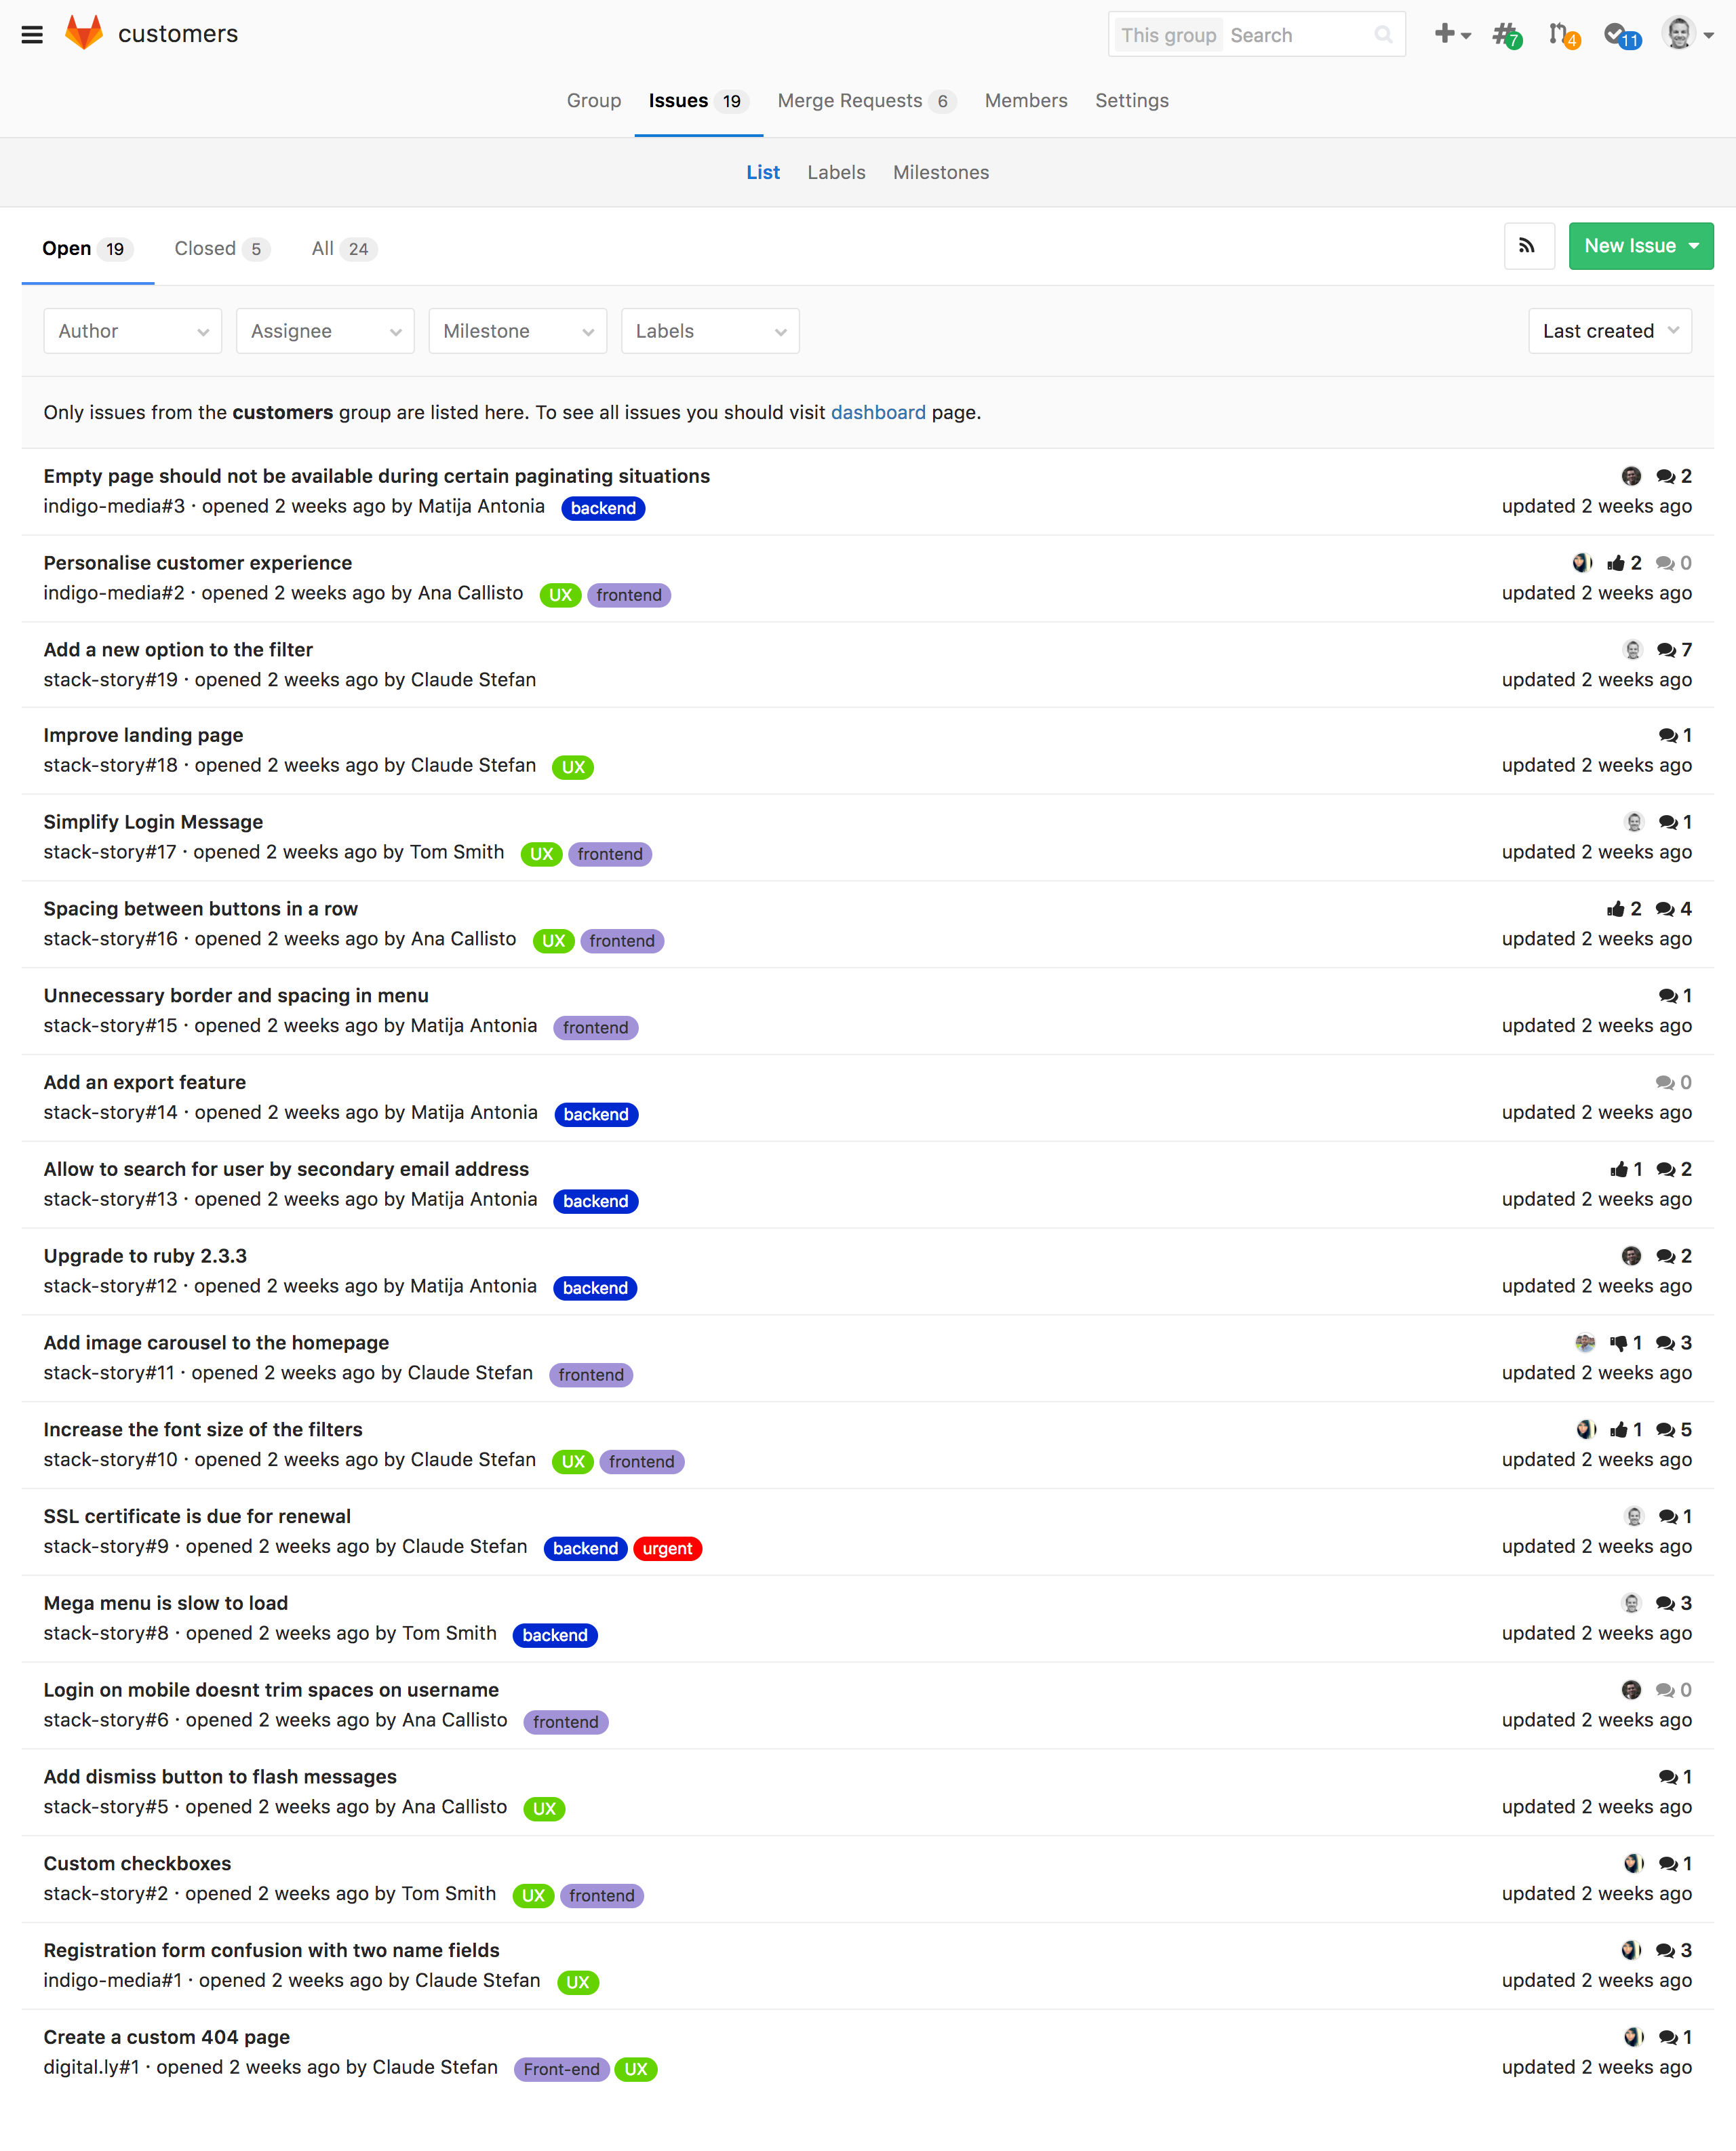 customers
This group Search
7 4 11
Group Issues 19 Merge Requests 6 Members Settings
List Labels Milestones
Open 19 Closed 5 All 24
New Issue
Author Assignee Milestone Labels Last created
Only issues from the customers group are listed here. To see all issues you should visit dashboard page.
Empty page should not be available during certain paginating situations 2
indigo-media#3 · opened 2 weeks ago by Matija Antonia backend updated 2 weeks ago
Personalise customer experience 2 0
indigo-media#2 · opened 2 weeks ago by Ana Callisto UX frontend updated 2 weeks ago
Add a new option to the filter 7
stack-story#19 · opened 2 weeks ago by Claude Stefan updated 2 weeks ago
Improve landing page 1
stack-story#18 · opened 2 weeks ago by Claude Stefan UX updated 2 weeks ago
Simplify Login Message 1
stack-story#17 · opened 2 weeks ago by Tom Smith UX frontend updated 2 weeks ago
Spacing between buttons in a row 2 4
stack-story#16 · opened 2 weeks ago by Ana Callisto UX frontend updated 2 weeks ago
Unnecessary border and spacing in menu 1
stack-story#15 · opened 2 weeks ago by Matija Antonia frontend updated 2 weeks ago
Add an export feature 0
stack-story#14 · opened 2 weeks ago by Matija Antonia backend updated 2 weeks ago
Allow to search for user by secondary email address 1 2
stack-story#13 · opened 2 weeks ago by Matija Antonia backend updated 2 weeks ago
Upgrade to ruby 2.3.3 2
stack-story#12 · opened 2 weeks ago by Matija Antonia backend updated 2 weeks ago
Add image carousel to the homepage 1 3
stack-story#11 · opened 2 weeks ago by Claude Stefan frontend updated 2 weeks ago
Increase the font size of the filters 1 5
stack-story#10 · opened 2 weeks ago by Claude Stefan UX frontend updated 2 weeks ago
SSL certificate is due for renewal 1
stack-story#9 · opened 2 weeks ago by Claude Stefan backend urgent updated 2 weeks ago
Mega menu is slow to load 3
stack-story#8 · opened 2 weeks ago by Tom Smith backend updated 2 weeks ago
Login on mobile doesnt trim spaces on username 0
stack-story#6 · opened 2 weeks ago by Ana Callisto frontend updated 2 weeks ago
Add dismiss button to flash messages 1
stack-story#5 · opened 2 weeks ago by Ana Callisto UX updated 2 weeks ago
Custom checkboxes 1
stack-story#2 · opened 2 weeks ago by Tom Smith UX frontend updated 2 weeks ago
Registration form confusion with two name fields 3
indigo-media#1 · opened 2 weeks ago by Claude Stefan UX updated 2 weeks ago
Create a custom 404 page 1
digital.ly#1 · opened 2 weeks ago by Claude Stefan Front-end UX updated 2 weeks ago